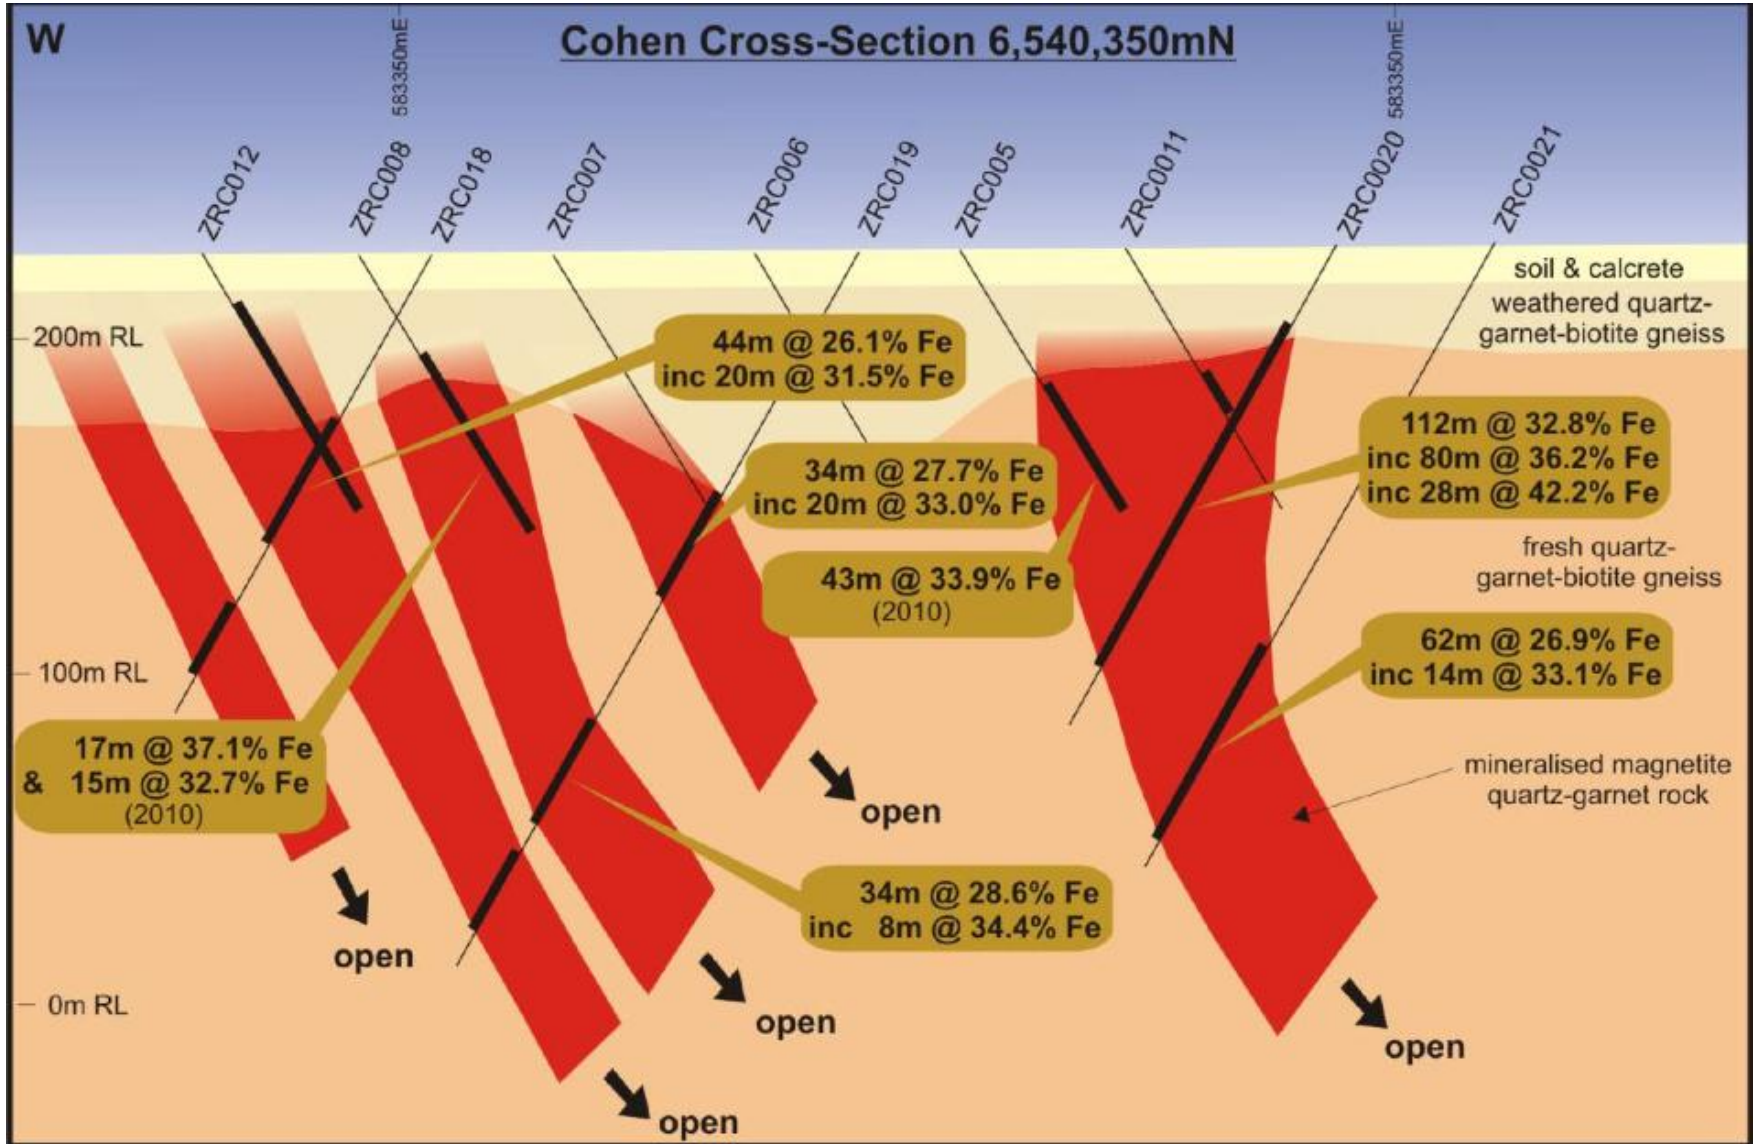 W
Cohen Cross-Section 6,540,350mN
583350mE
583350mE
ZRC012
ZRC008
ZRC018
ZRC007
ZRC006
ZRC019
ZRC005
ZRC0011
ZRC0020
ZRC0021
soil & calcrete
weathered quartz-
garnet-biotite gneiss
200m RL
44m @ 26.1% Fe
inc 20m @ 31.5% Fe
112m @ 32.8% Fe
inc 80m @ 36.2% Fe
inc 28m @ 42.2% Fe
34m @ 27.7% Fe
inc 20m @ 33.0% Fe
fresh quartz-
garnet-biotite gneiss
43m @ 33.9% Fe
(2010)
62m @ 26.9% Fe
inc 14m @ 33.1% Fe
100m RL
17m @ 37.1% Fe
& 15m @ 32.7% Fe
(2010)
mineralised magnetite
quartz-garnet rock
open
34m @ 28.6% Fe
inc 8m @ 34.4% Fe
open
0m RL
open
open
open